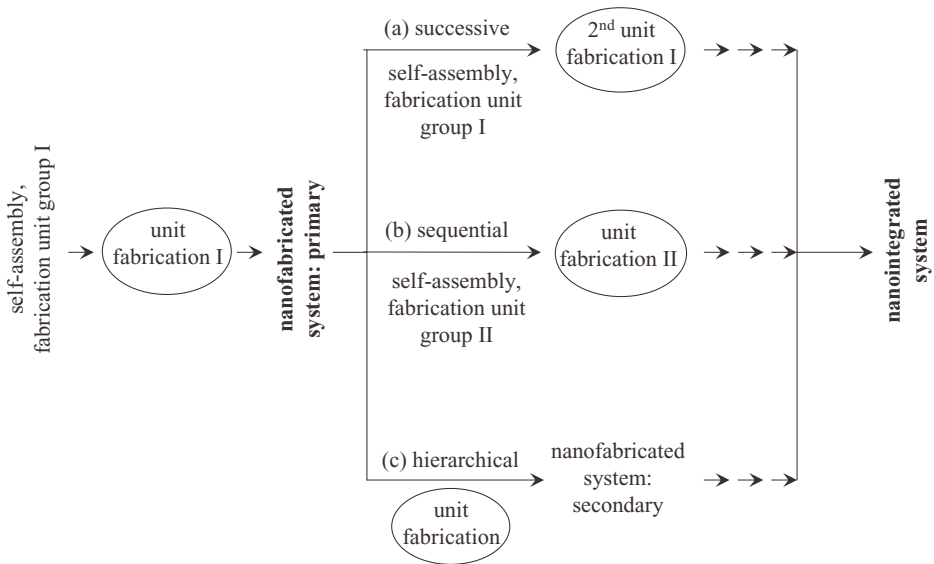 self-assembly,
fabrication unit group I
unit
fabrication I
nanofabricated
system: primary
(a) successive
self-assembly,
fabrication unit
group I
2nd unit
fabrication I
(b) sequential
self-assembly,
fabrication unit
group II
unit
fabrication II
(c) hierarchical
unit
fabrication
nanofabricated
system:
secondary
nanointegrated
system